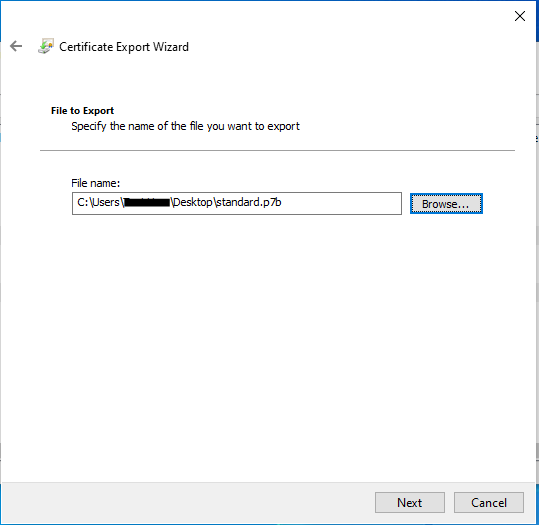 Certificate Export Wizard
File to Export
Specify the name of the file you want to export
File name:
C:\Users\ \Desktop\standard.p7b
Browse...
Next
Cancel